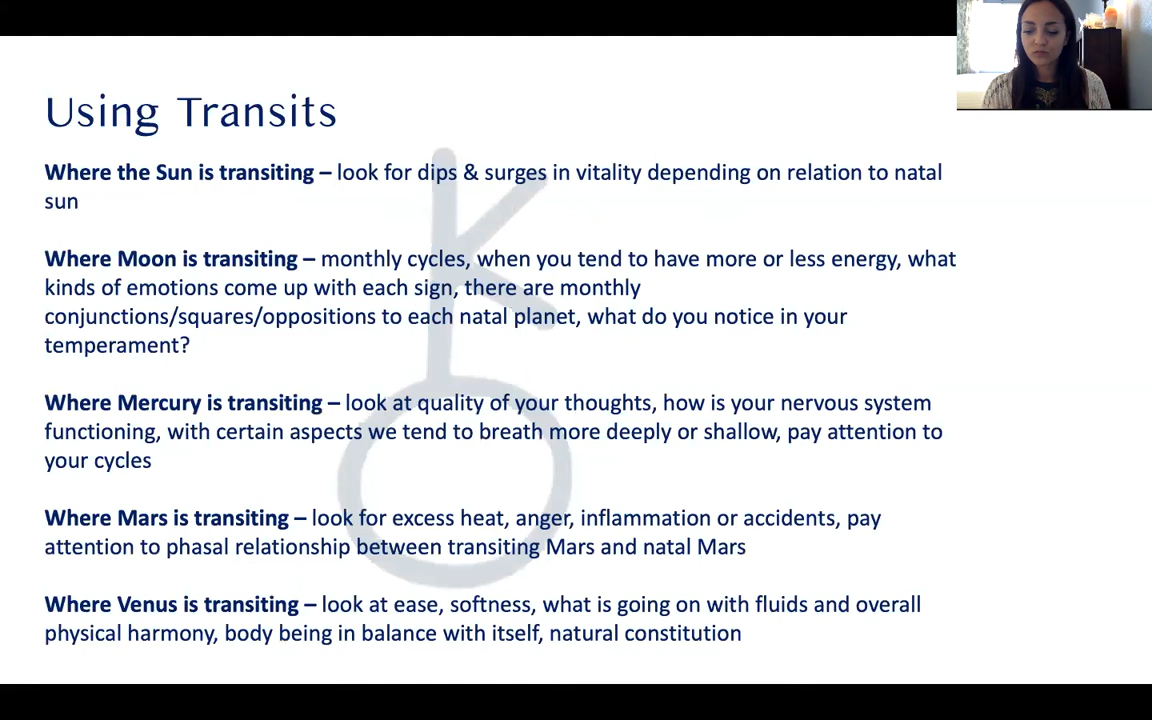 Using Transits
Where the Sun is transiting – look for dips & surges in vitality depending on relation to natal
sun
Where Moon is transiting – monthly cycles, when you tend to have more or less energy, what
kinds of emotions come up with each sign, there are monthly
conjunctions/squares/oppositions to each natal planet, what do you notice in your
temperament?
Where Mercury is transiting – look at quality of your thoughts, how is your nervous system
functioning, with certain aspects we tend to breath more deeply or shallow, pay attention to
your cycles
Where Mars is transiting – look for excess heat, anger, inflammation or accidents, pay
attention to phasal relationship between transiting Mars and natal Mars
Where Venus is transiting – look at ease, softness, what is going on with fluids and overall
physical harmony, body being in balance with itself, natural constitution